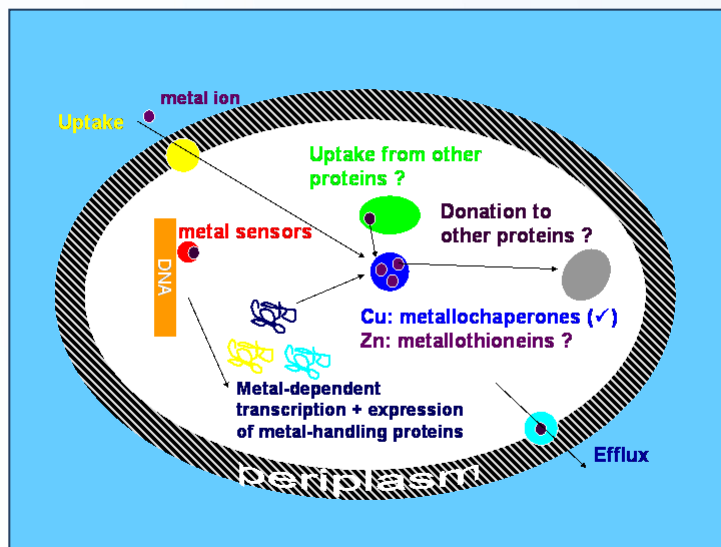 metal ion
Uptake
Uptake from other
proteins ?
Donation to
other proteins ?
metal sensors
DNA
Cu: metallochaperones (✓)
Zn: metallothioneins ?
Metal-dependent
transcription + expression
of metal-handling proteins
Efflux
periplasm